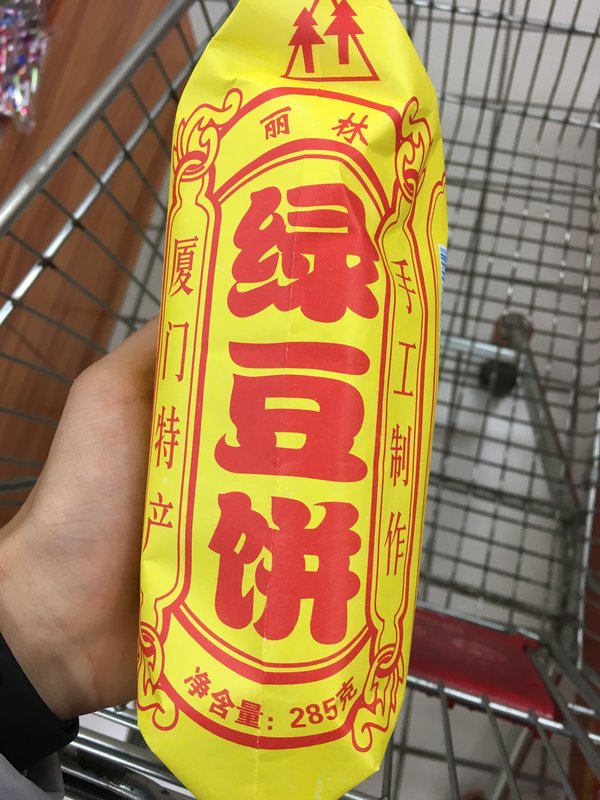 丽林
绿豆饼
厦门特产
手工制作
净含量：285克